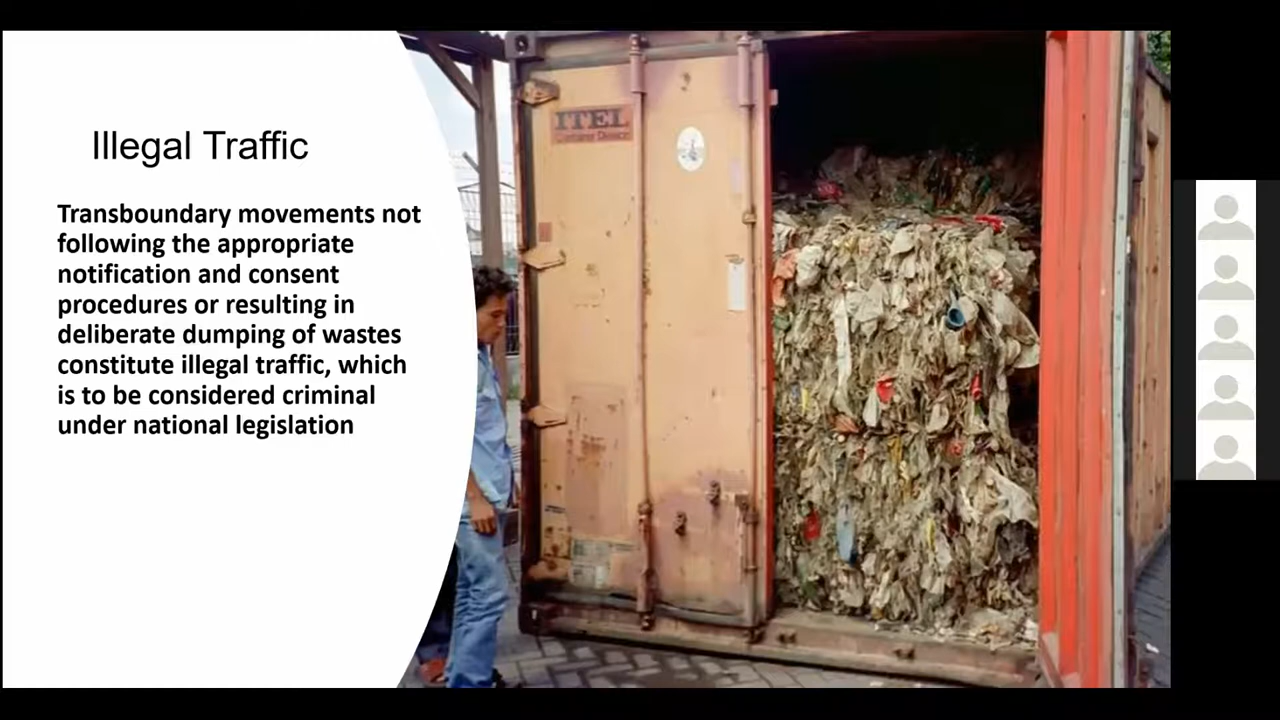 Illegal Traffic
Transboundary movements not
following the appropriate
notification and consent
procedures or resulting in
deliberate dumping of wastes
constitute illegal traffic, which
is to be considered criminal
under national legislation
ITEL